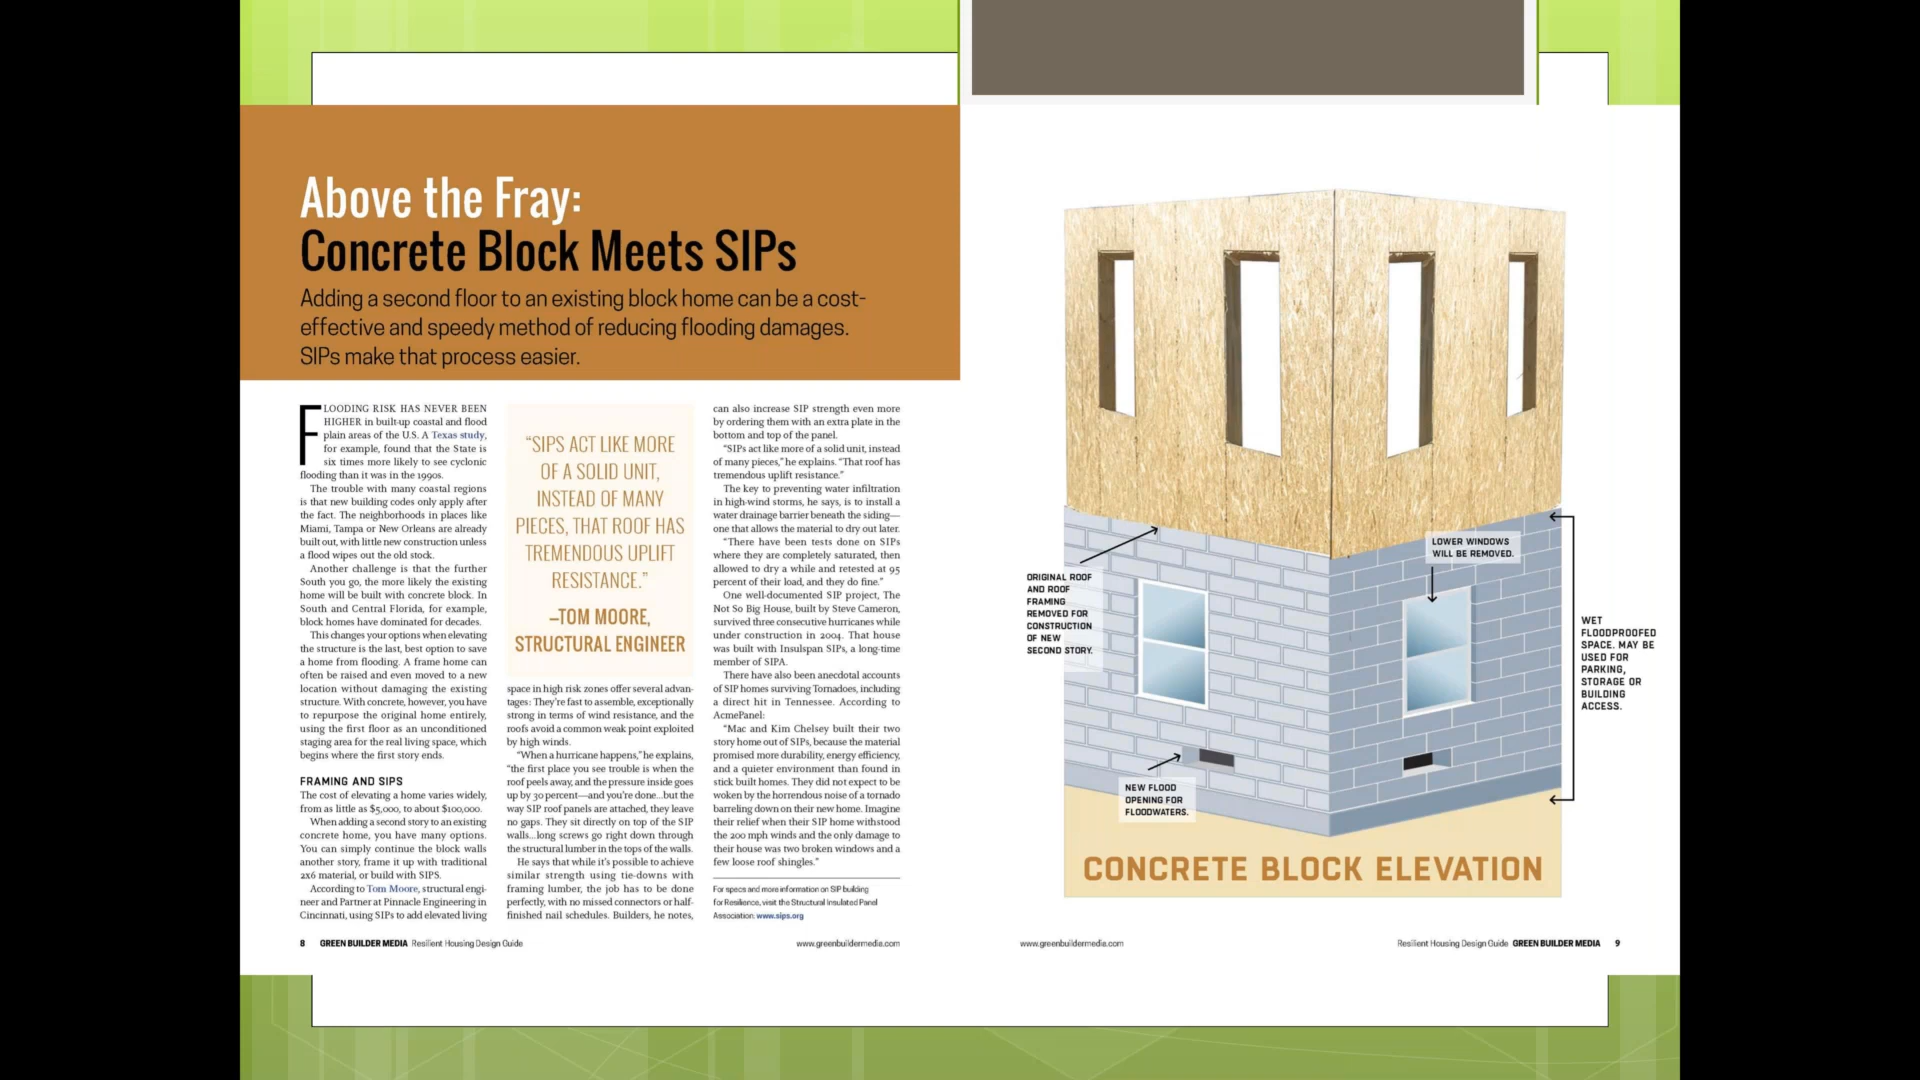 Above the Fray:
Concrete Block Meets SIPs
Adding a second floor to an existing block home can be a cost-
effective and speedy method of reducing flooding damages.
SIPs make that process easier.
FLOODING RISK HAS NEVER BEEN
HIGHER in built-up coastal and flood
plain areas of the U.S. A Texas study,
for example, found that the State is
six times more likely to see cyclonic
flooding than it was in the 1990s.
The trouble with many coastal regions
is that new building codes only apply after
the fact. The neighborhoods in places like
Miami, Tampa or New Orleans are already
built out, with little new construction unless
a flood wipes out the old stock.
Another challenge is that the further
South you go, the more likely the existing
home will be built with concrete block. In
South and Central Florida, for example,
block homes have dominated for decades.
This changes your options when elevating
the structure is the last, best option to save
a home from flooding. A frame home can
often be raised and even moved to a new
location without damaging the existing
structure. With concrete, however, you have
to repurpose the original home entirely,
using the first floor as an unconditioned
staging area for the real living space, which
begins where the first story ends.
FRAMING AND SIPS
The cost of elevating a home varies widely,
from as little as $5,000, to about $100,000.
When adding a second story to an existing
concrete home, you have many options.
You can simply continue the block walls
another story, frame it up with traditional
2x6 material, or build with SIPS.
According to Tom Moore, structural engi-
neer and Partner at Pinnacle Engineering in
Cincinnati, using SIPs to add elevated living
“SIPS ACT LIKE MORE
OF A SOLID UNIT,
INSTEAD OF MANY
PIECES, THAT ROOF HAS
TREMENDOUS UPLIFT
RESISTANCE.”
–TOM MOORE,
STRUCTURAL ENGINEER
space in high risk zones offer several advan-
tages: They’re fast to assemble, exceptionally
strong in terms of wind resistance, and the
roofs avoid a common weak point exploited
by high winds.
“When a hurricane happens,” he explains,
“the first place you see trouble is when the
roof peels away, and the pressure inside goes
up by 30 percent—and you’re done...but the
way SIP roof panels are attached, they leave
no gaps. They sit directly on top of the SIP
walls...long screws go right down through
the structural lumber in the tops of the walls.
He says that while it’s possible to achieve
similar strength using tie-downs with
framing lumber, the job has to be done
perfectly, with no missed connectors or half-
finished nail schedules. Builders, he notes,
can also increase SIP strength even more
by ordering them with an extra plate in the
bottom and top of the panel.
“SIPs act like more of a solid unit, instead
of many pieces,” he explains. “That roof has
tremendous uplift resistance.”
The key to preventing water infiltration
in high-wind storms, he says, is to install a
water drainage barrier beneath the siding—
one that allows the material to dry out later.
“There have been tests done on SIPs
where they are completely saturated, then
allowed to dry a while and retested at 95
percent of their load, and they do fine.”
One well-documented SIP project, The
Not So Big House, built by Steve Cameron,
survived three consecutive hurricanes while
under construction in 2004. That house
was built with Insulspan SIPs, a long-time
member of SIPA.
There have also been anecdotal accounts
of SIP homes surviving Tornadoes, including
a direct hit in Tennessee. According to
AcmePanel:
“Mac and Kim Chelsey built their two
story home out of SIPs, because the material
promised more durability, energy efficiency,
and a quieter environment than found in
stick built homes. They did not expect to be
woken by the horrendous noise of a tornado
barreling down on their new home. Imagine
their relief when their SIP home withstood
the 200 mph winds and the only damage to
their house was two broken windows and a
few loose roof shingles.”
For specs and more information on SIP building
for Resilience, visit the Structural Insulated Panel
Association. www.sips.org
8 GREEN BUILDER MEDIA Resilient Housing Design Guide
www.greenbuildermedia.com
LOWER WINDOWS
WILL BE REMOVED.
ORIGINAL ROOF
AND ROOF
FRAMING
REMOVED FOR
CONSTRUCTION
OF NEW
SECOND STORY.
WET
FLOODPROOFED
SPACE. MAY BE
USED FOR
PARKING,
STORAGE OR
BUILDING
ACCESS.
NEW FLOOD
OPENING FOR
FLOODWATERS.
CONCRETE BLOCK ELEVATION
www.greenbuildermedia.com
Resilient Housing Design Guide GREEN BUILDER MEDIA 9